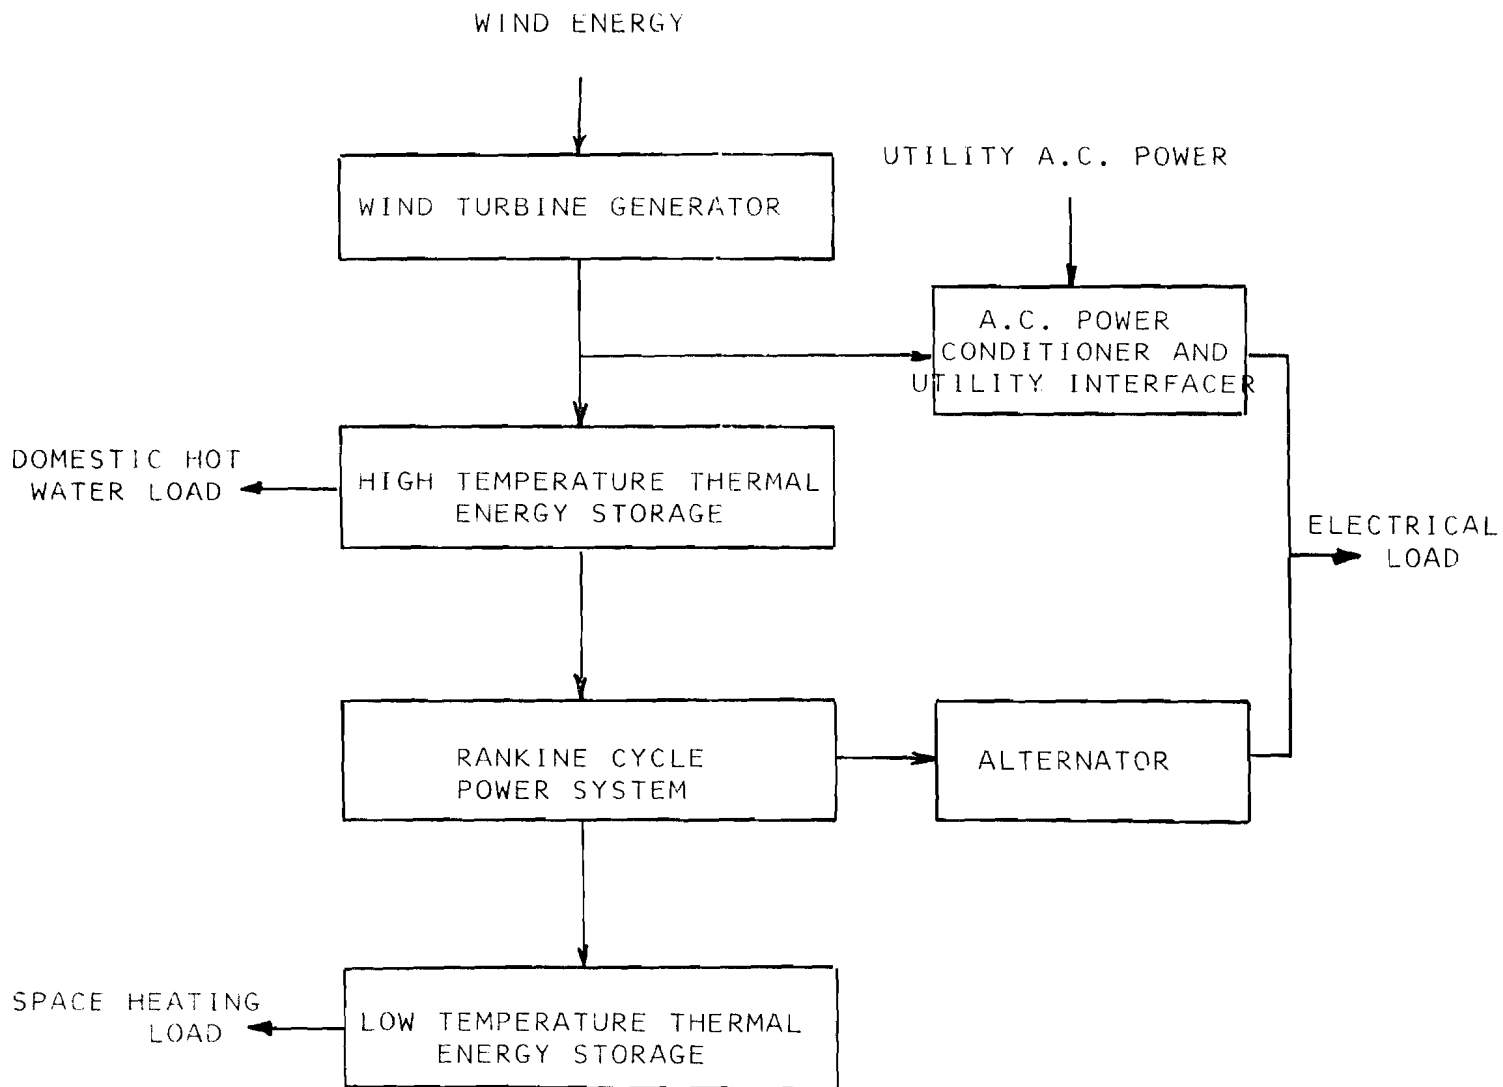 WIND ENERGY
UTILITY A.C. POWER
WIND TURBINE GENERATOR
A.C. POWER
CONDITIONER AND
UTILITY INTERFACER
DOMESTIC HOT
WATER LOAD
HIGH TEMPERATURE THERMAL
ENERGY STORAGE
ELECTRICAL
LOAD
RANKINE CYCLE
POWER SYSTEM
ALTERNATOR
SPACE HEATING
LOAD
LOW TEMPERATURE THERMAL
ENERGY STORAGE